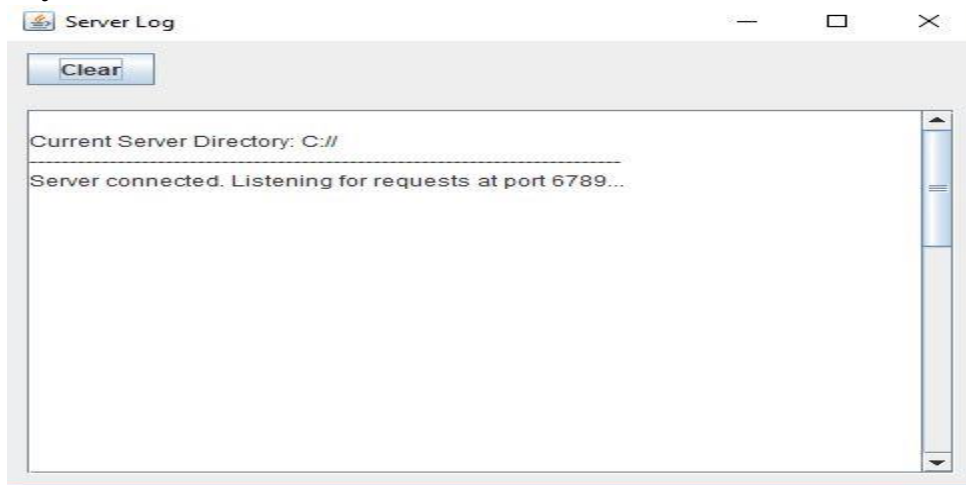 Server Log
Clear
Current Server Directory: C://
--------------------------------------------------------------------------------
Server connected. Listening for requests at port 6789...